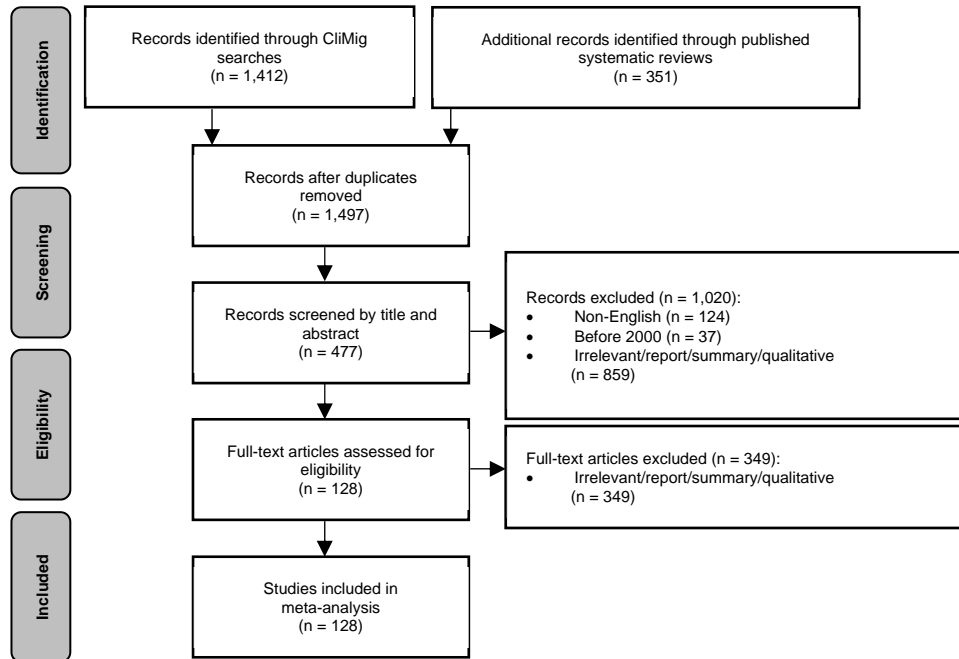 Identification
Records identified through CliMig
searches
(n = 1,412)
Additional records identified through published
systematic reviews
(n = 351)
Records after duplicates
removed
(n = 1,497)
Screening
Records screened by title and
abstract
(n = 477)
Records excluded (n = 1,020):
• Non-English (n = 124)
• Before 2000 (n = 37)
• Irrelevant/report/summary/qualitative
(n = 859)
Eligibility
Full-text articles assessed for
eligibility
(n = 128)
Full-text articles excluded (n = 349):
• Irrelevant/report/summary/qualitative
(n = 349)
Included
Studies included in
meta-analysis
(n = 128)